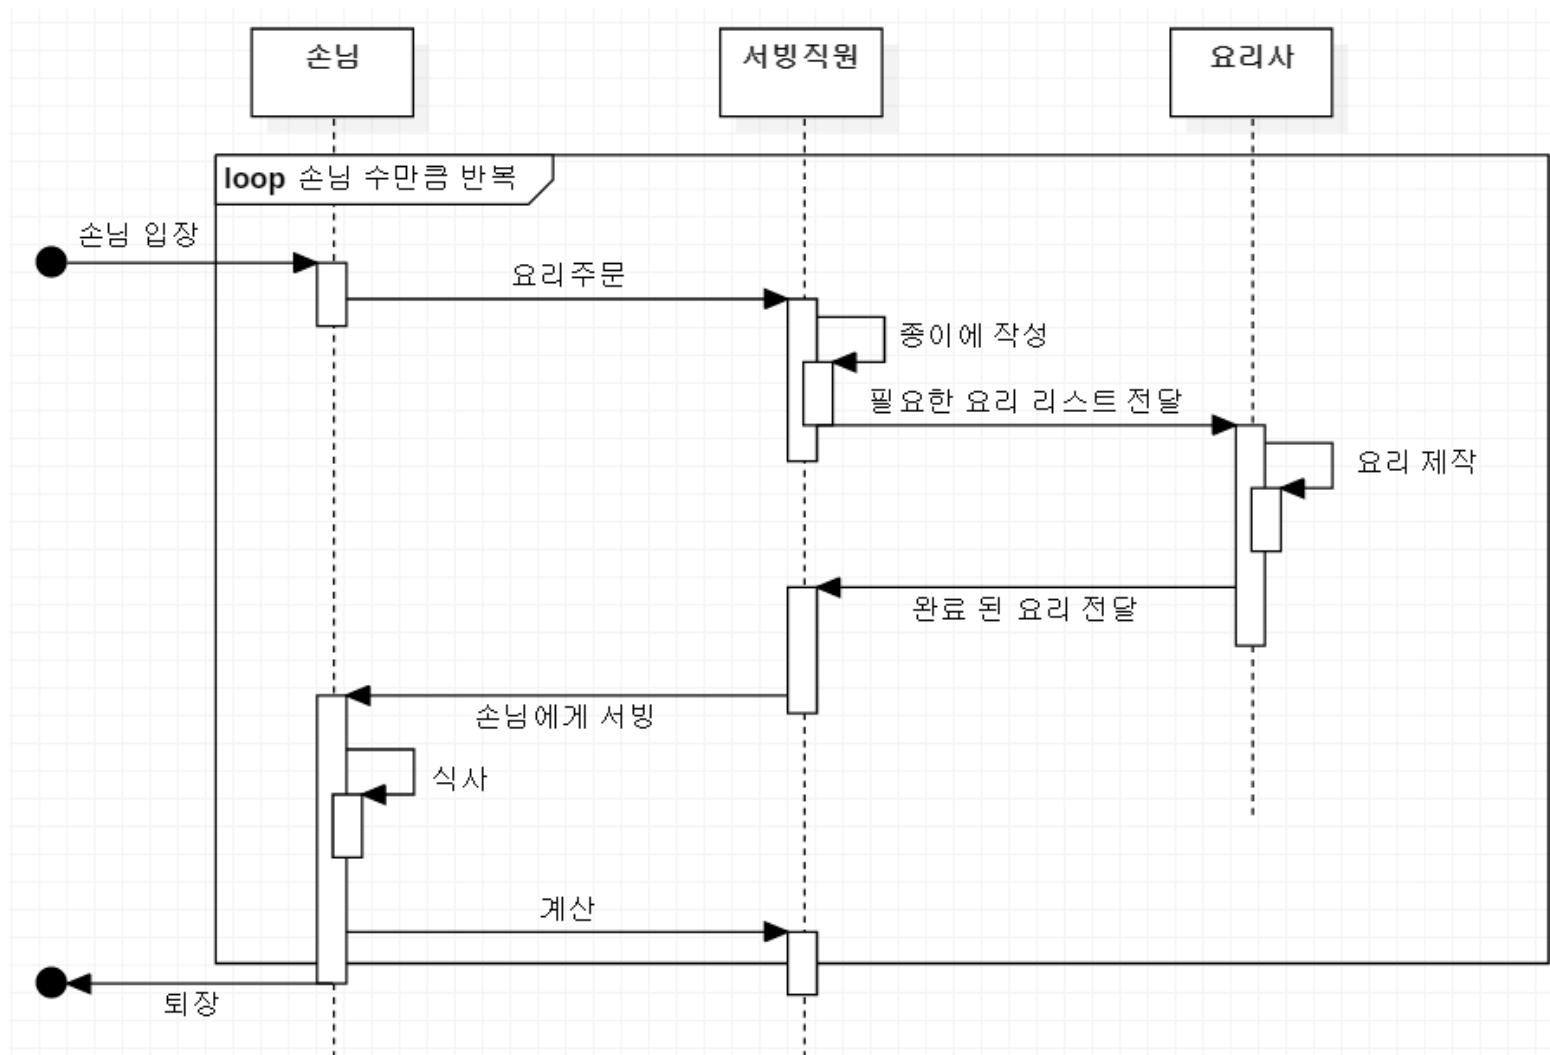 손님
서빙직원
요리사
loop 손님 수만큼 반복
손님 입장
요리주문
종이에 작성
필요한 요리 리스트 전달
요리 제작
완료 된 요리 전달
손님에게 서빙
식사
계산
퇴장